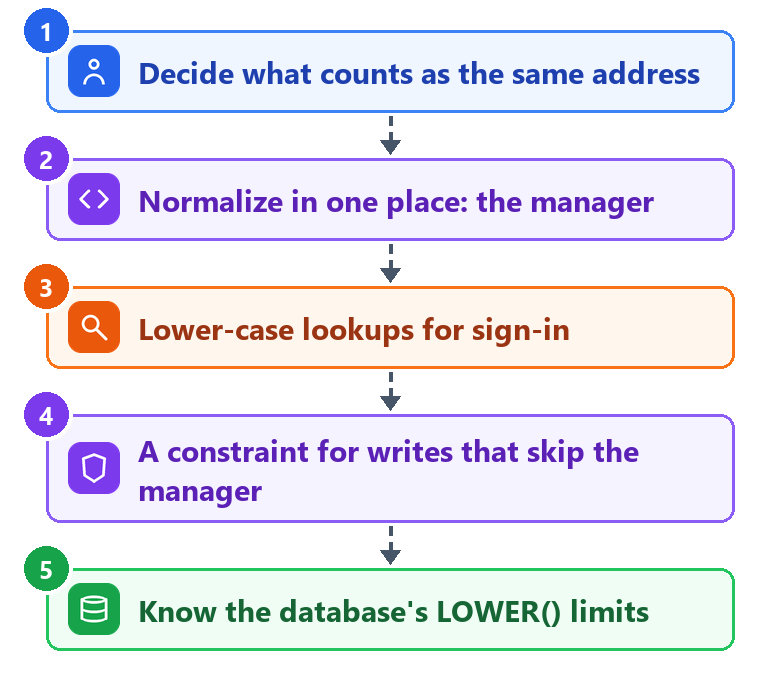 1
Decide what counts as the same address
2
Normalize in one place: the manager
3
Lower-case lookups for sign-in
4
A constraint for writes that skip the
manager
5
Know the database's LOWER() limits